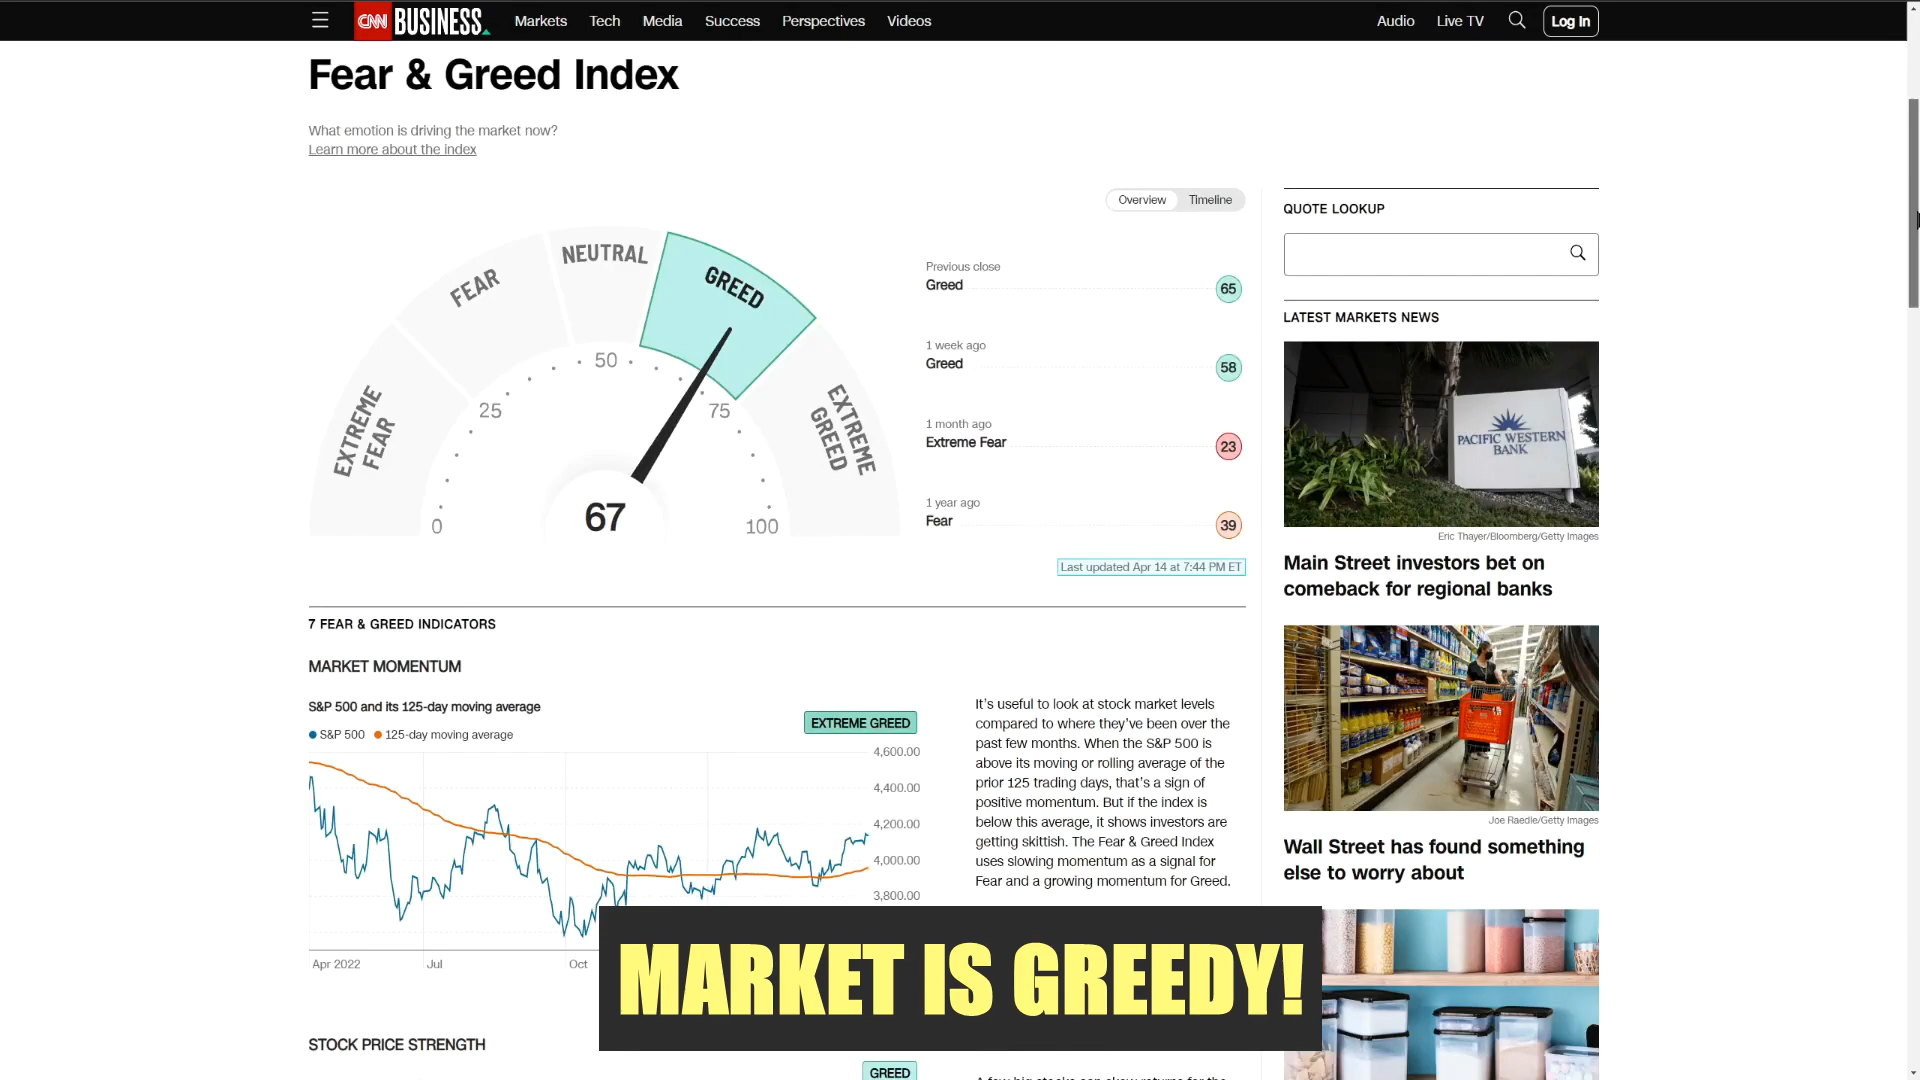 CNN BUSINESS
Markets
Tech
Media
Success
Perspectives
Videos
Audio
Live TV
Log In
Fear & Greed Index
What emotion is driving the market now?
Learn more about the index
Overview
Timeline
EXTREME FEAR
FEAR
NEUTRAL
GREED
EXTREME GREED
0
25
50
75
100
67
Previous close
Greed
65
1 week ago
Greed
58
1 month ago
Extreme Fear
23
1 year ago
Fear
39
Last updated Apr 14 at 7:44 PM ET
QUOTE LOOKUP
LATEST MARKETS NEWS
PACIFIC WESTERN
BANK
Eric Thayer/Bloomberg/Getty Images
Main Street investors bet on
comeback for regional banks
Joe Raedle/Getty Images
Wall Street has found something
else to worry about
7 FEAR & GREED INDICATORS
MARKET MOMENTUM
S&P 500 and its 125-day moving average
S&P 500
125-day moving average
EXTREME GREED
4,600.00
4,400.00
4,200.00
4,000.00
3,800.00
Apr 2022
Jul
Oct
It's useful to look at stock market levels
compared to where they've been over the
past few months. When the S&P 500 is
above its moving or rolling average of the
prior 125 trading days, that's a sign of
positive momentum. But if the index is
below this average, it shows investors are
getting skittish. The Fear & Greed Index
uses slowing momentum as a signal for
Fear and a growing momentum for Greed.
MARKET IS GREEDY!
STOCK PRICE STRENGTH
GREED